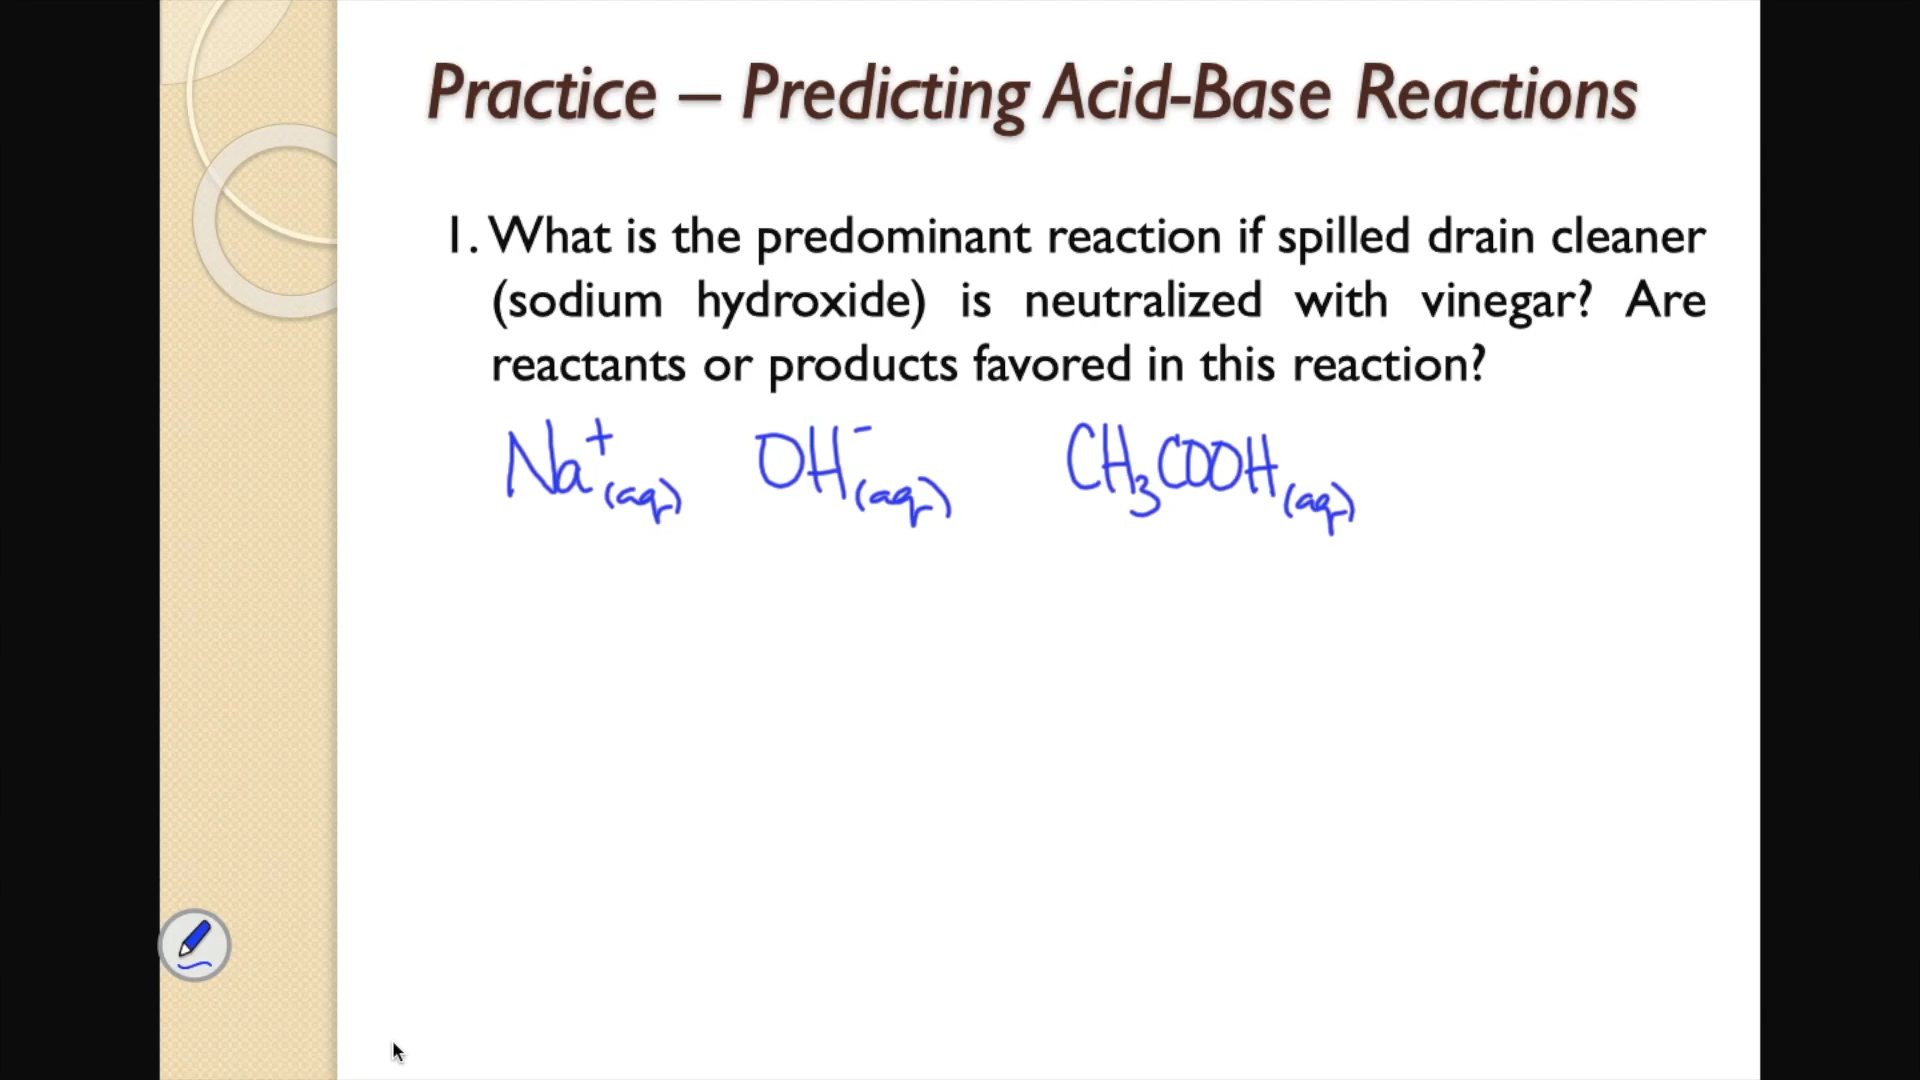 Practice – Predicting Acid-Base Reactions
1. What is the predominant reaction if spilled drain cleaner
(sodium hydroxide) is neutralized with vinegar? Are
reactants or products favored in this reaction?
Na⁺(aq) OH⁻(aq) CH₃COOH(aq)